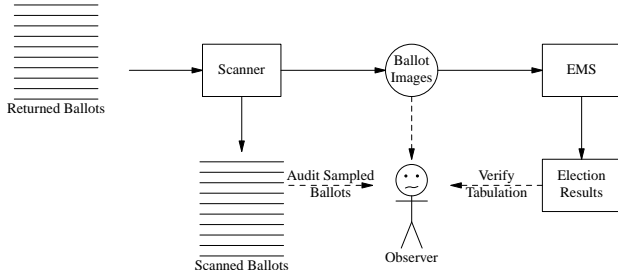 Returned Ballots
Scanner
Ballot
Images
EMS
Scanned Ballots
Audit Sampled
Ballots
Observer
Verify
Tabulation
Election
Results